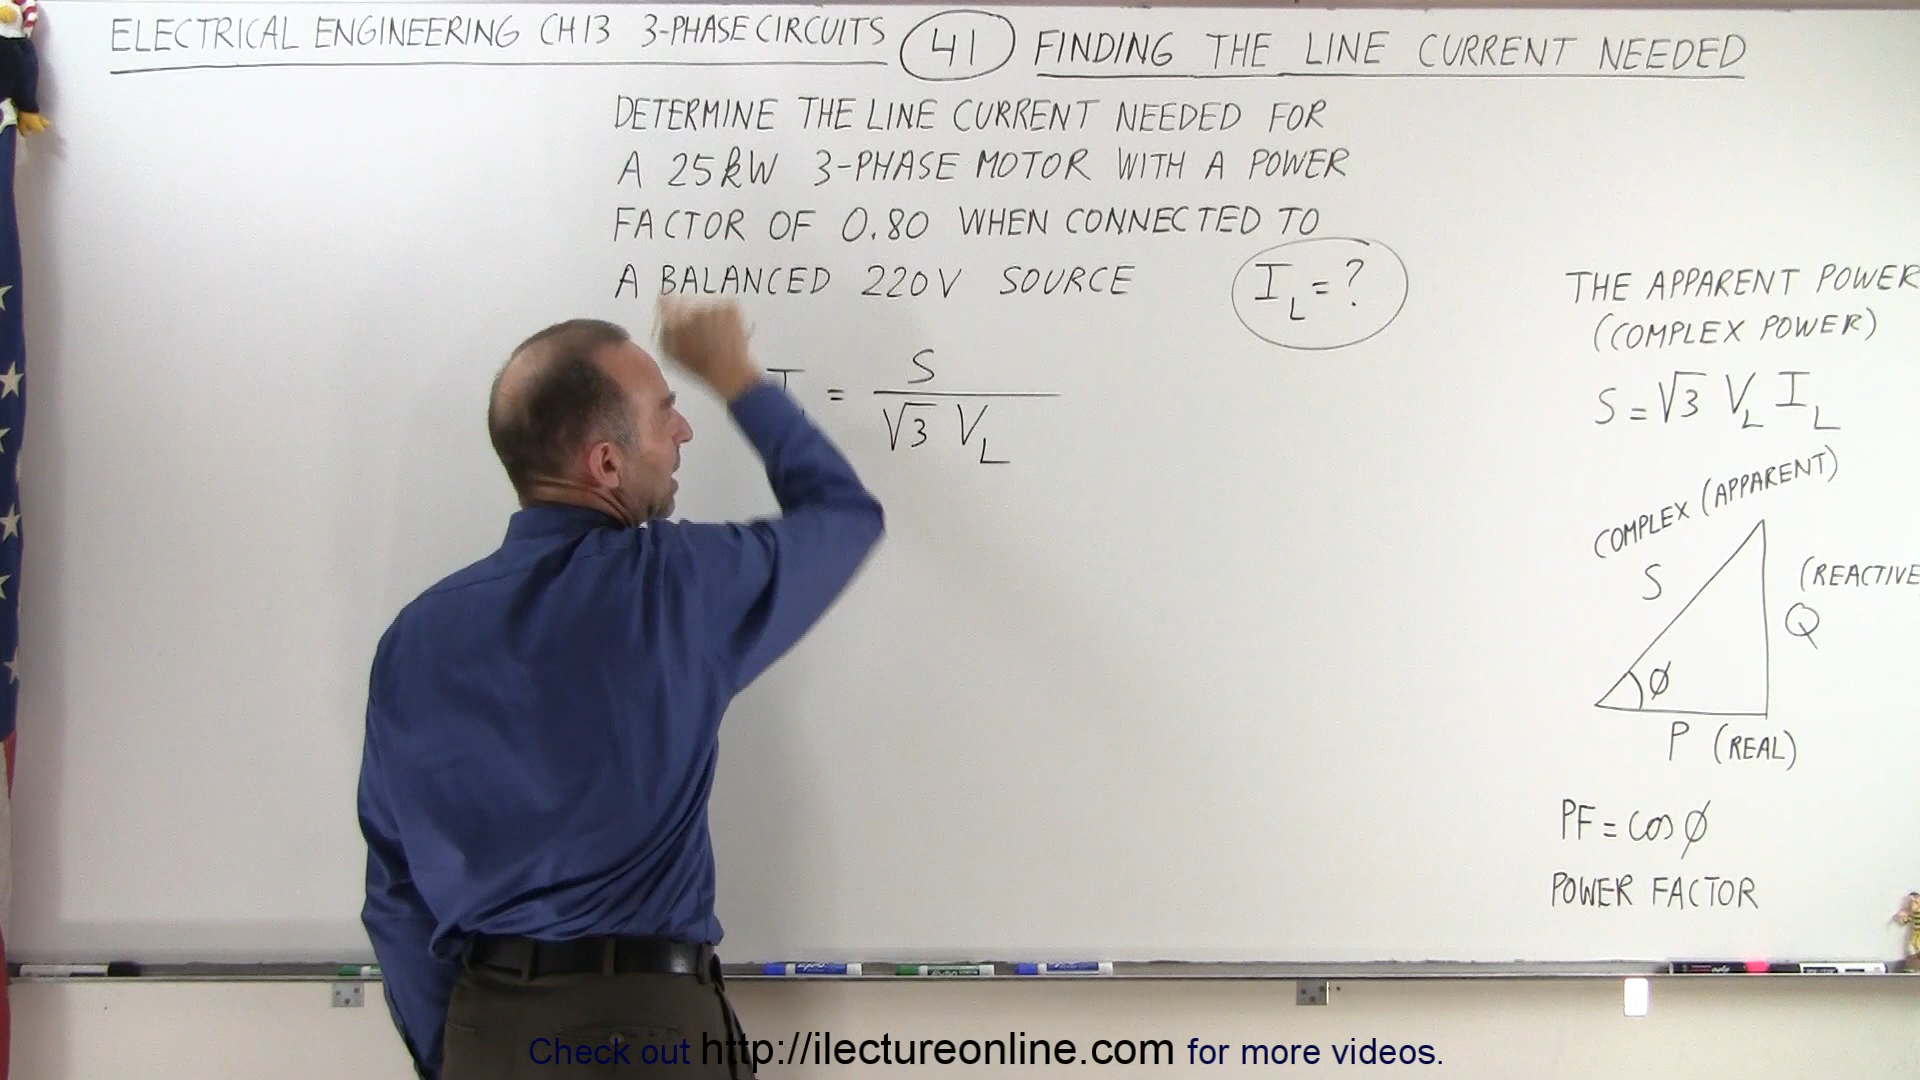 ELECTRICAL ENGINEERING CH 13 3-PHASE CIRCUITS 41 FINDING THE LINE CURRENT NEEDED
DETERMINE THE LINE CURRENT NEEDED FOR
A 25kW 3-PHASE MOTOR WITH A POWER
FACTOR OF 0.80 WHEN CONNECTED TO
A BALANCED 220V SOURCE
I_L = ?
= S / √3 V_L
THE APPARENT POWER
(COMPLEX POWER)
S = √3 V_L I_L
COMPLEX (APPARENT)
S
(REACTIVE
Q
ϕ
P (REAL)
PF = cos ϕ
POWER FACTOR
Check out http://ilectureonline.com for more videos.